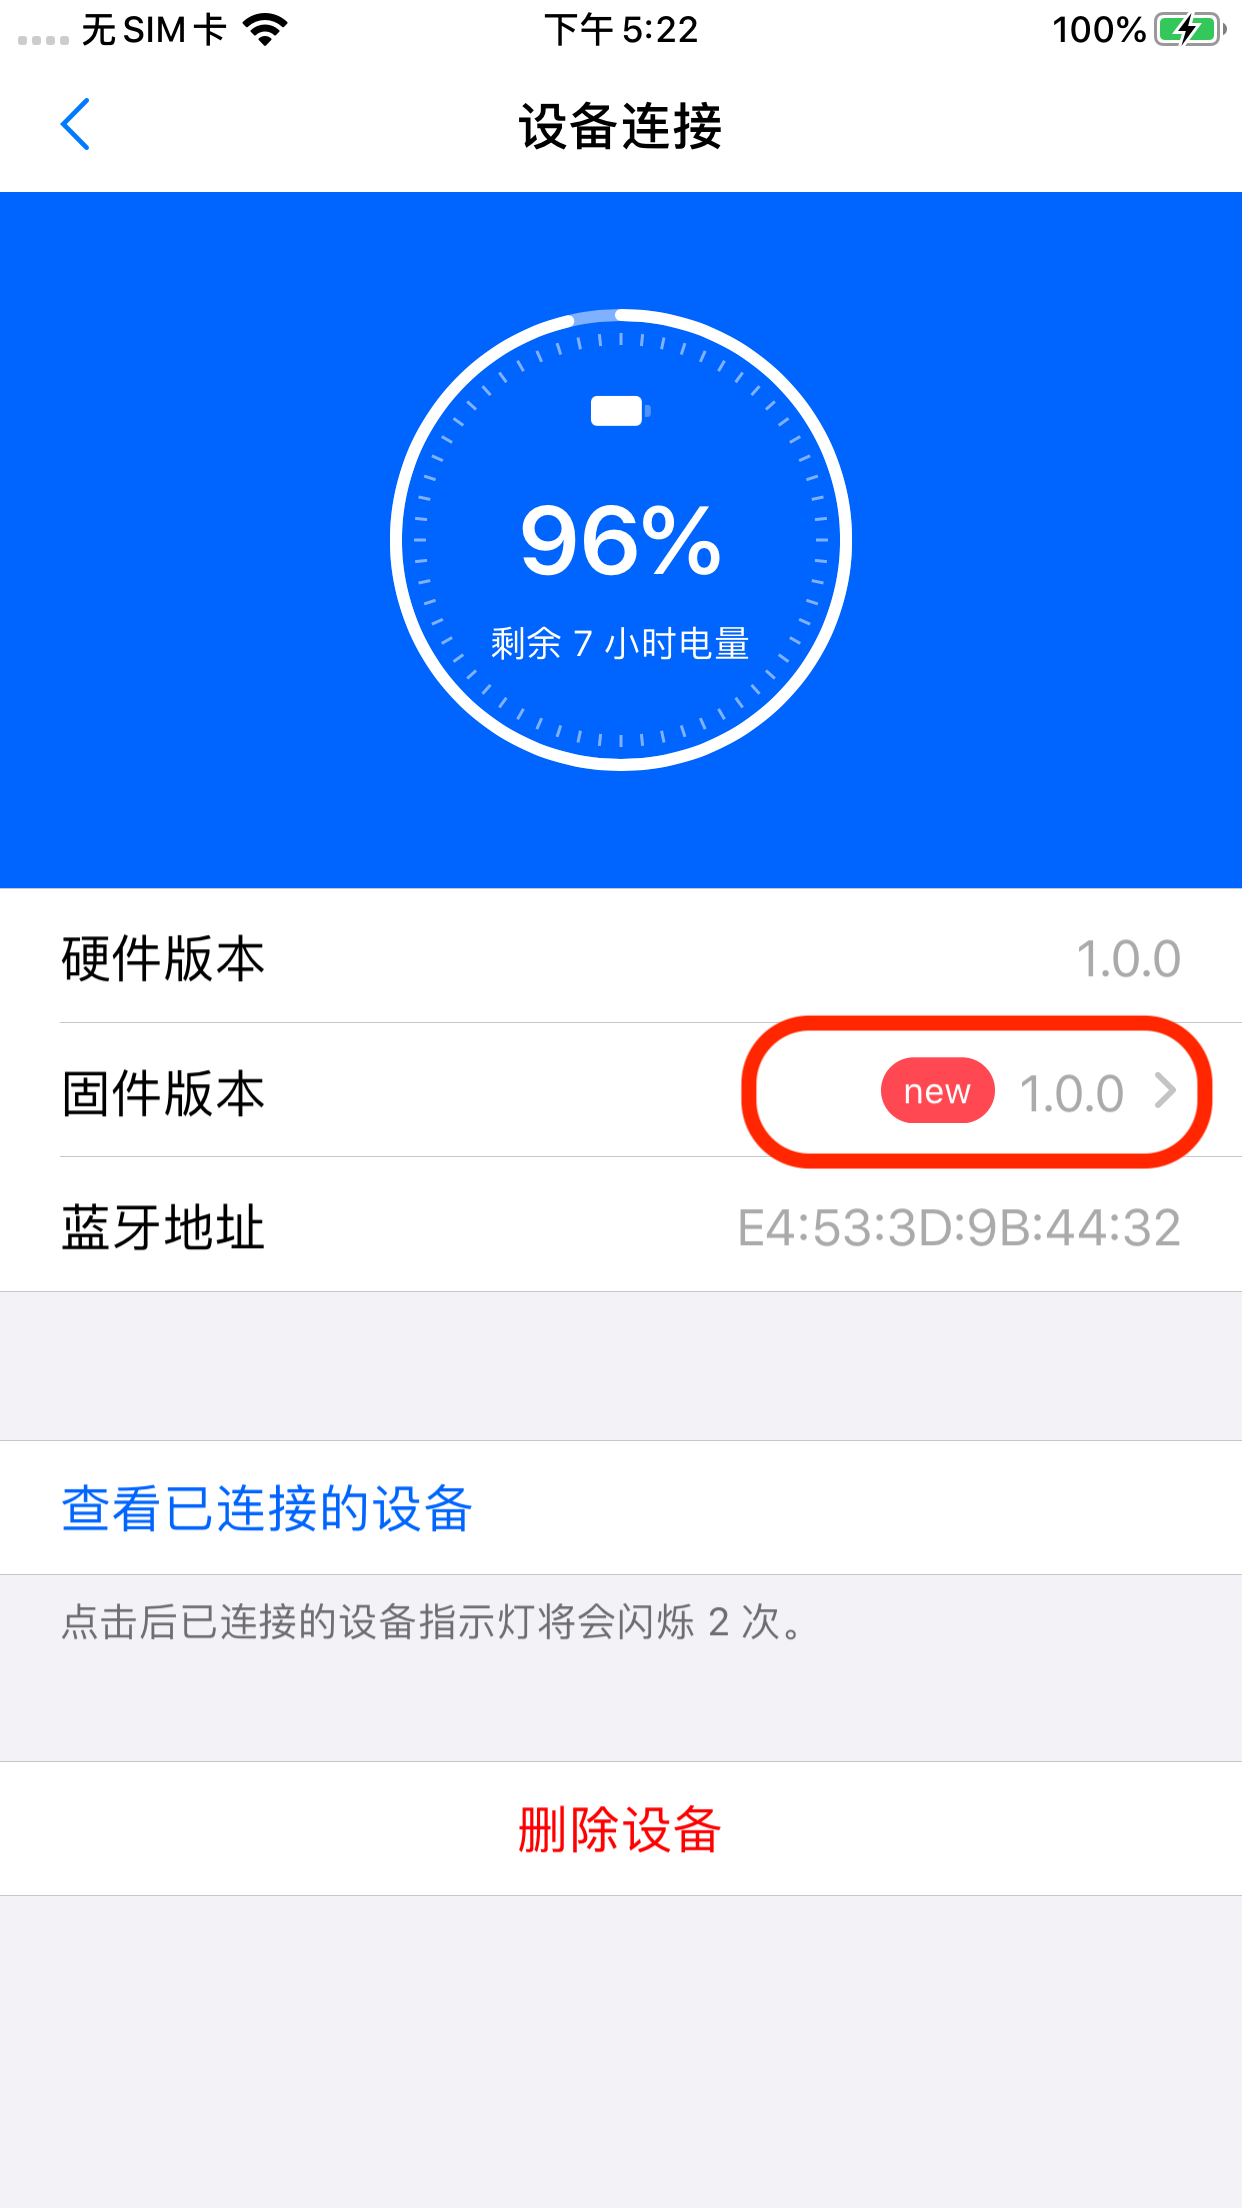 无 SIM 卡 下午 5:22 100%
设备连接
96%
剩余 7 小时电量
硬件版本 1.0.0
固件版本 new 1.0.0
蓝牙地址 E4:53:3D:9B:44:32
查看已连接的设备
点击后已连接的设备指示灯将会闪烁 2 次。
删除设备